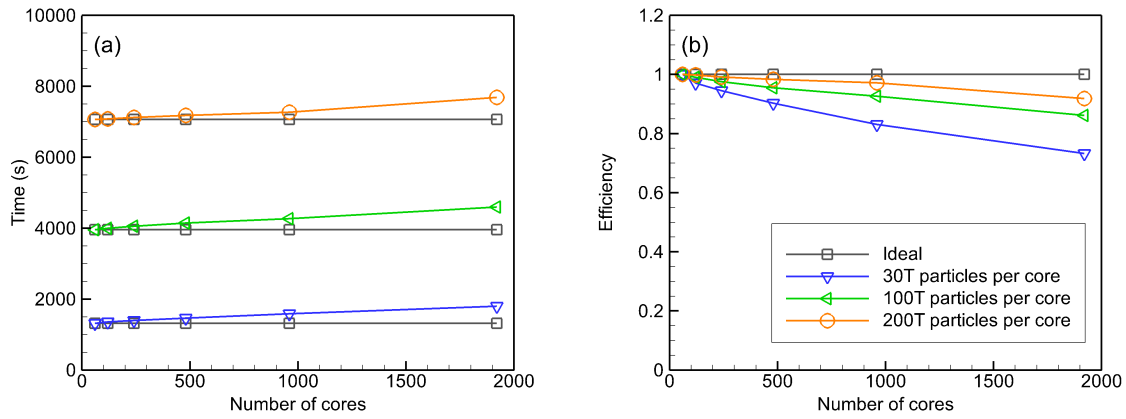 (a)
Time (s)
10000
8000
6000
4000
2000
0
0 500 1000 1500 2000
Number of cores
(b)
Efficiency
1.2
1
0.8
0.6
0.4
0.2
0
0 500 1000 1500 2000
Number of cores
Ideal
30T particles per core
100T particles per core
200T particles per core